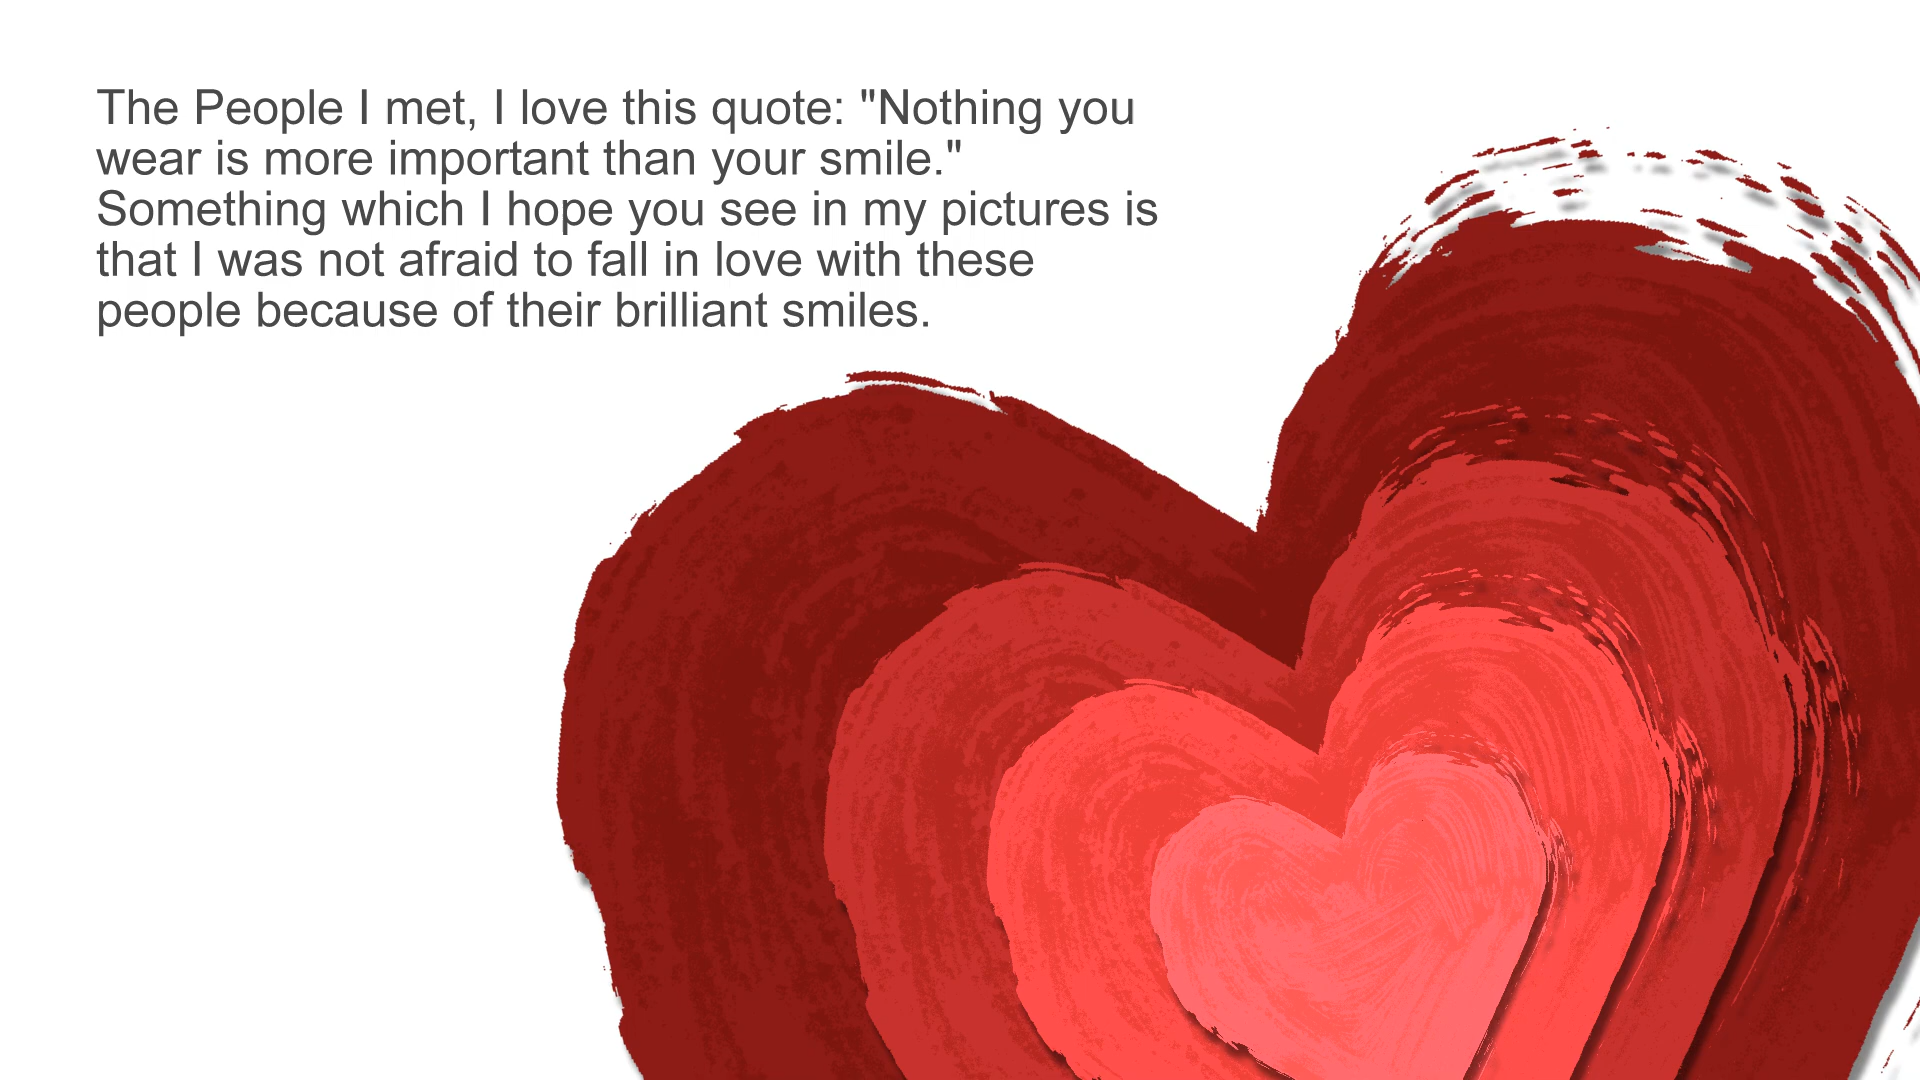 The People I met, I love this quote: "Nothing you
wear is more important than your smile."
Something which I hope you see in my pictures is
that I was not afraid to fall in love with these
people because of their brilliant smiles.